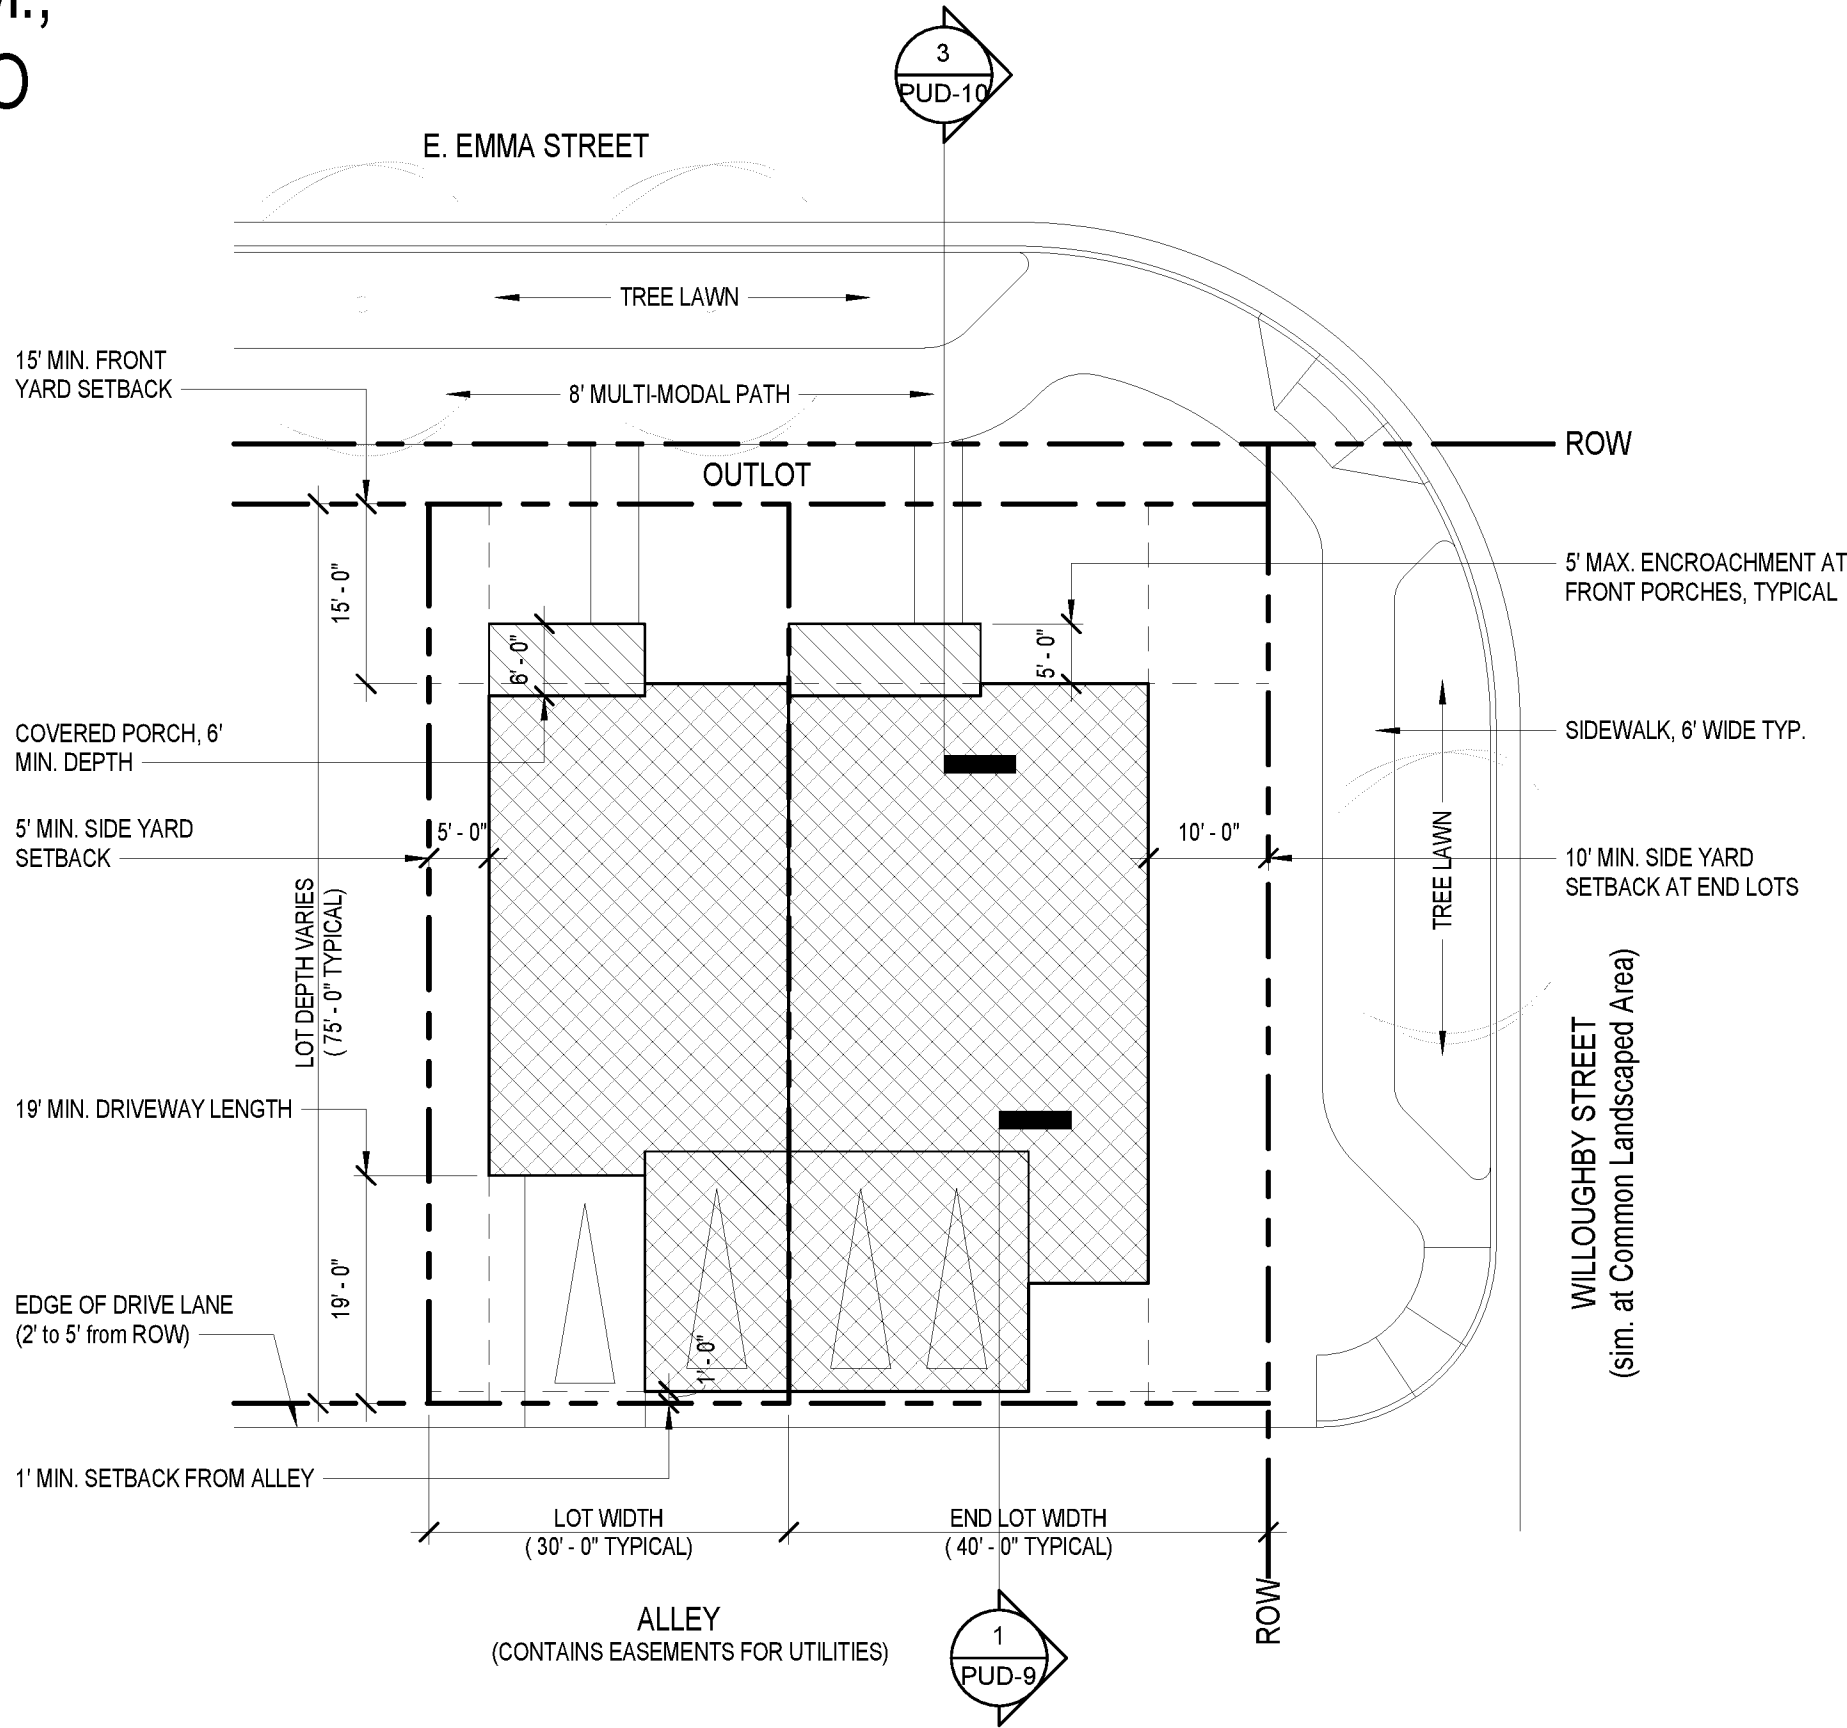 3
PUD-10
E. EMMA STREET
TREE LAWN
15' MIN. FRONT
YARD SETBACK
8' MULTI-MODAL PATH
ROW
OUTLOT
5' MAX. ENCROACHMENT AT
FRONT PORCHES, TYPICAL
15' - 0"
6' - 0"
5' - 0"
COVERED PORCH, 6'
MIN. DEPTH
SIDEWALK, 6' WIDE TYP.
5' MIN. SIDE YARD
SETBACK
5' - 0"
10' - 0"
10' MIN. SIDE YARD
SETBACK AT END LOTS
TREE LAWN
LOT DEPTH VARIES
( 75' - 0" TYPICAL)
19' MIN. DRIVEWAY LENGTH
WILLOUGHBY STREET
(sim. at Common Landscaped Area)
19' - 0"
EDGE OF DRIVE LANE
(2' to 5' from ROW)
1' - 0"
1' MIN. SETBACK FROM ALLEY
LOT WIDTH
( 30' - 0" TYPICAL)
END LOT WIDTH
( 40' - 0" TYPICAL)
ROW
ALLEY
(CONTAINS EASEMENTS FOR UTILITIES)
1
PUD-9